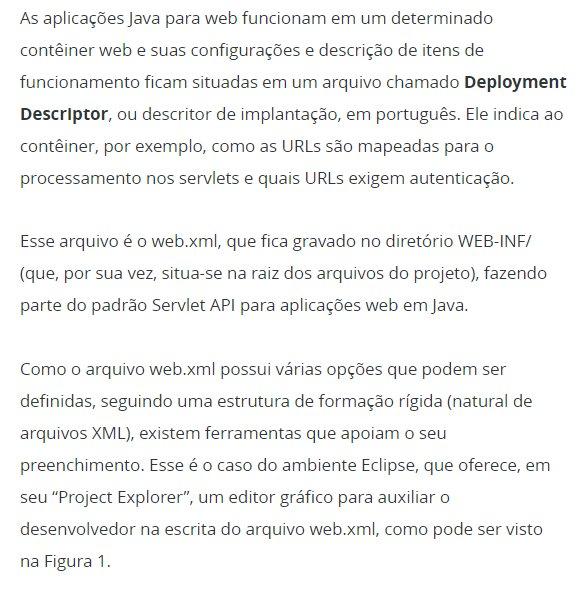 As aplicações Java para web funcionam em um determinado
contêiner web e suas configurações e descrição de itens de
funcionamento ficam situadas em um arquivo chamado Deployment
Descriptor, ou descritor de implantação, em português. Ele indica ao
contêiner, por exemplo, como as URLs são mapeadas para o
processamento nos servlets e quais URLs exigem autenticação.
Esse arquivo é o web.xml, que fica gravado no diretório WEB-INF/
(que, por sua vez, situa-se na raiz dos arquivos do projeto), fazendo
parte do padrão Servlet API para aplicações web em Java.
Como o arquivo web.xml possui várias opções que podem ser
definidas, seguindo uma estrutura de formação rígida (natural de
arquivos XML), existem ferramentas que apoiam o seu
preenchimento. Esse é o caso do ambiente Eclipse, que oferece, em
seu “Project Explorer”, um editor gráfico para auxiliar o
desenvolvedor na escrita do arquivo web.xml, como pode ser visto
na Figura 1.